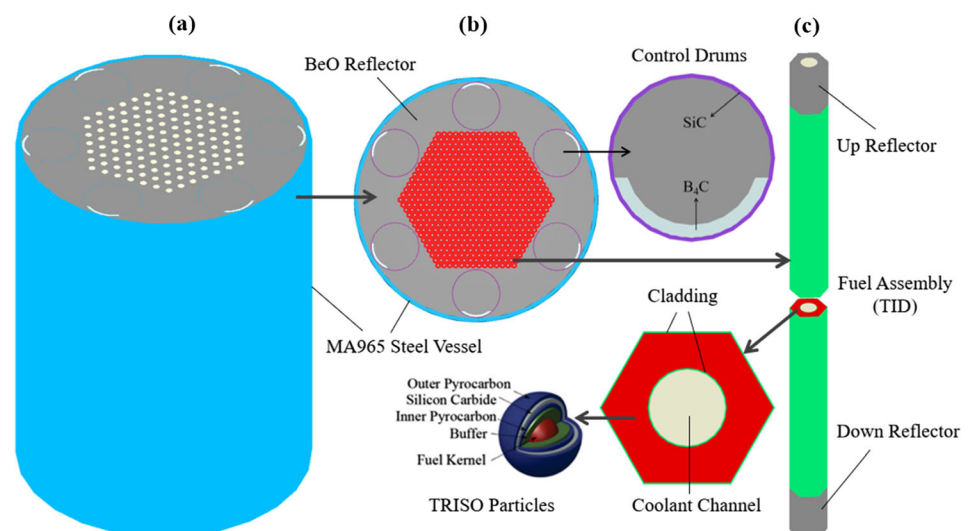 (a)
(b)
(c)
BeO Reflector
Control Drums
SiC
B₄C
Up Reflector
Fuel Assembly
(TID)
Cladding
MA965 Steel Vessel
Outer Pyrocarbon
Silicon Carbide
Inner Pyrocarbon
Buffer
Fuel Kernel
Down Reflector
TRISO Particles
Coolant Channel